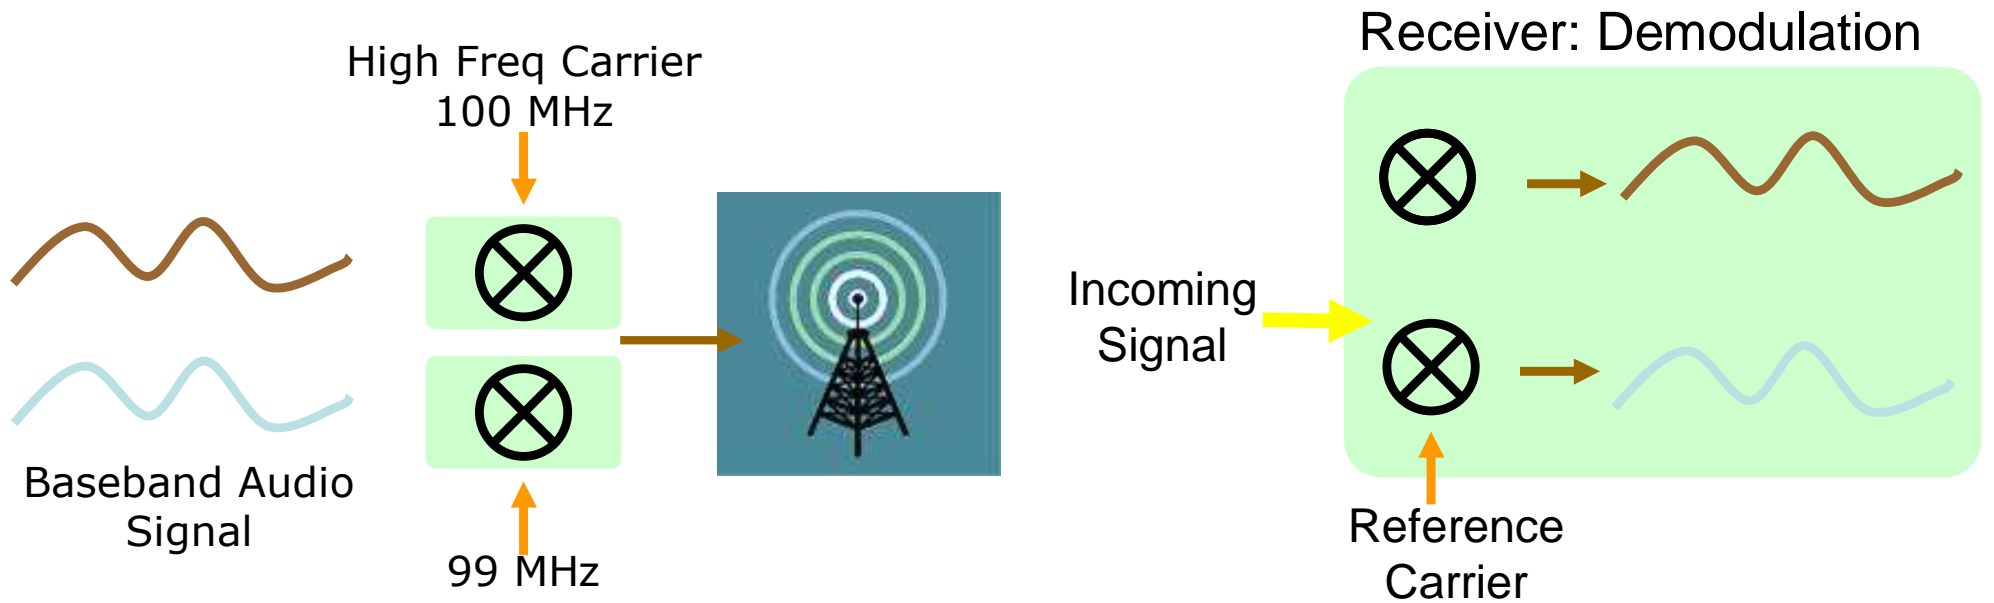 High Freq Carrier
100 MHz
Baseband Audio
Signal
99 MHz
Receiver: Demodulation
Incoming
Signal
Reference
Carrier